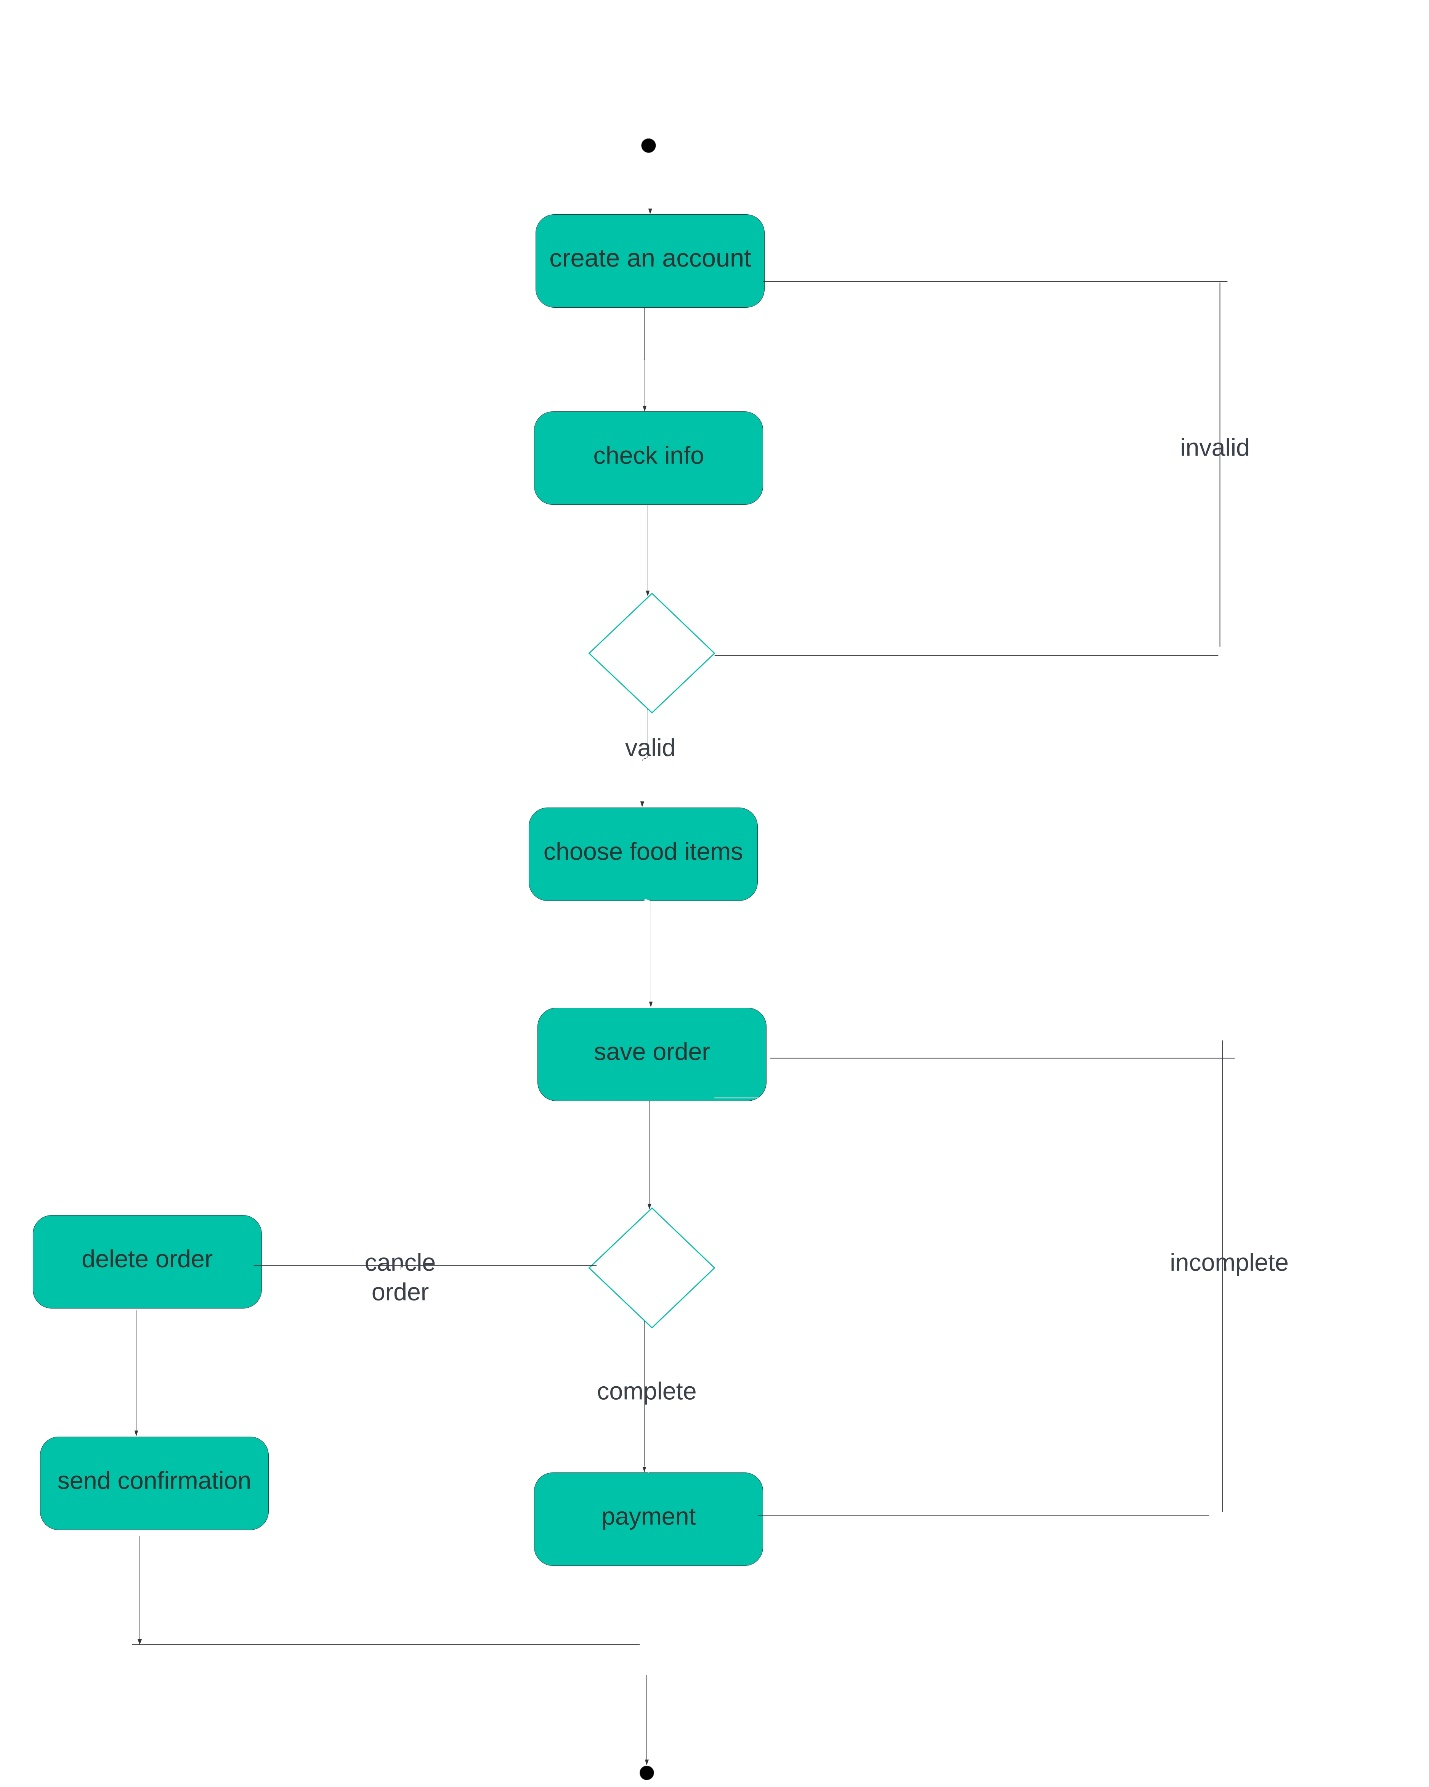 create an account
check info
invalid
valid
choose food items
save order
delete order
cancle
order
incomplete
complete
send confirmation
payment